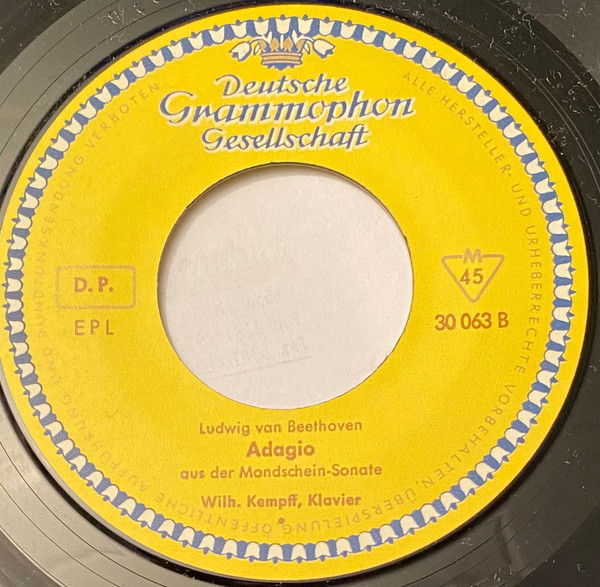 Deutsche
Grammophon
Gesellschaft
ALLE HERSTELLER- UND URHEBERRECHTE VORBEHALTEN, ÜBERSPIELUNG, ÖFFENTLICHE AUFFÜHRUNG UND RUNDFUNKSENDUNG VERBOTEN
D. P.
EPL
M
45
30 063 B
Ludwig van Beethoven
Adagio
aus der Mondschein-Sonate
Wilh. Kempff, Klavier